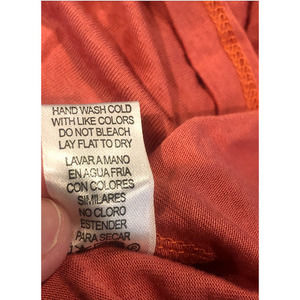 HAND WASH COLD
WITH LIKE COLORS
DO NOT BLEACH
LAY FLAT TO DRY
LAVAR A MANO
EN AGUA FRIA
CON COLORES
SIMILARES
NO CLORO
ESTENDER
PARA SECAR